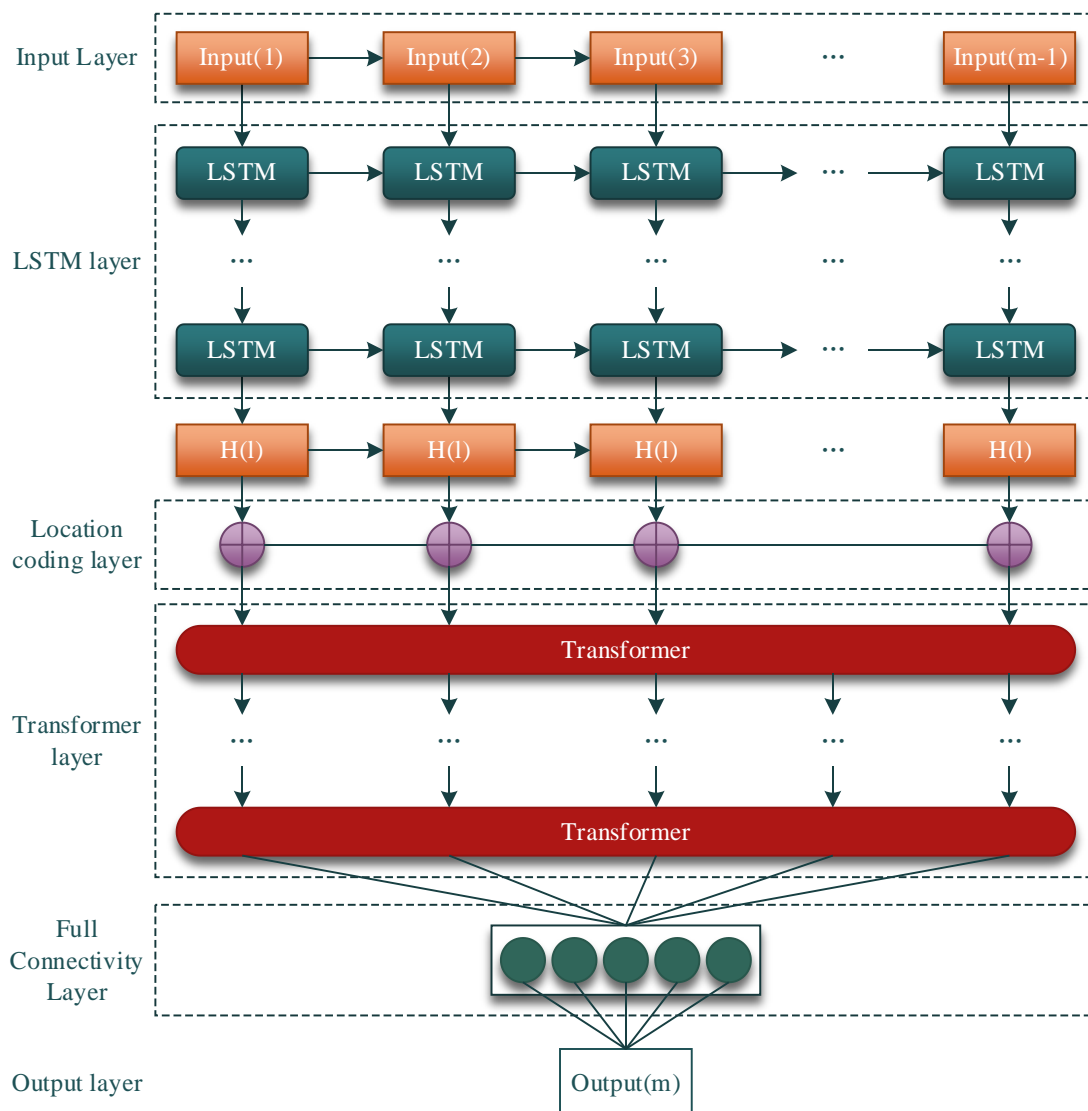 Input Layer
Input(1) Input(2) Input(3) ... Input(m-1)
LSTM LSTM LSTM ... LSTM
LSTM layer
... ... ... ... ...
LSTM LSTM LSTM ... LSTM
H(l) H(l) H(l) ... H(l)
Location
coding layer
Transformer
Transformer
layer
... ... ... ... ...
Transformer
Full
Connectivity
Layer
Output layer
Output(m)